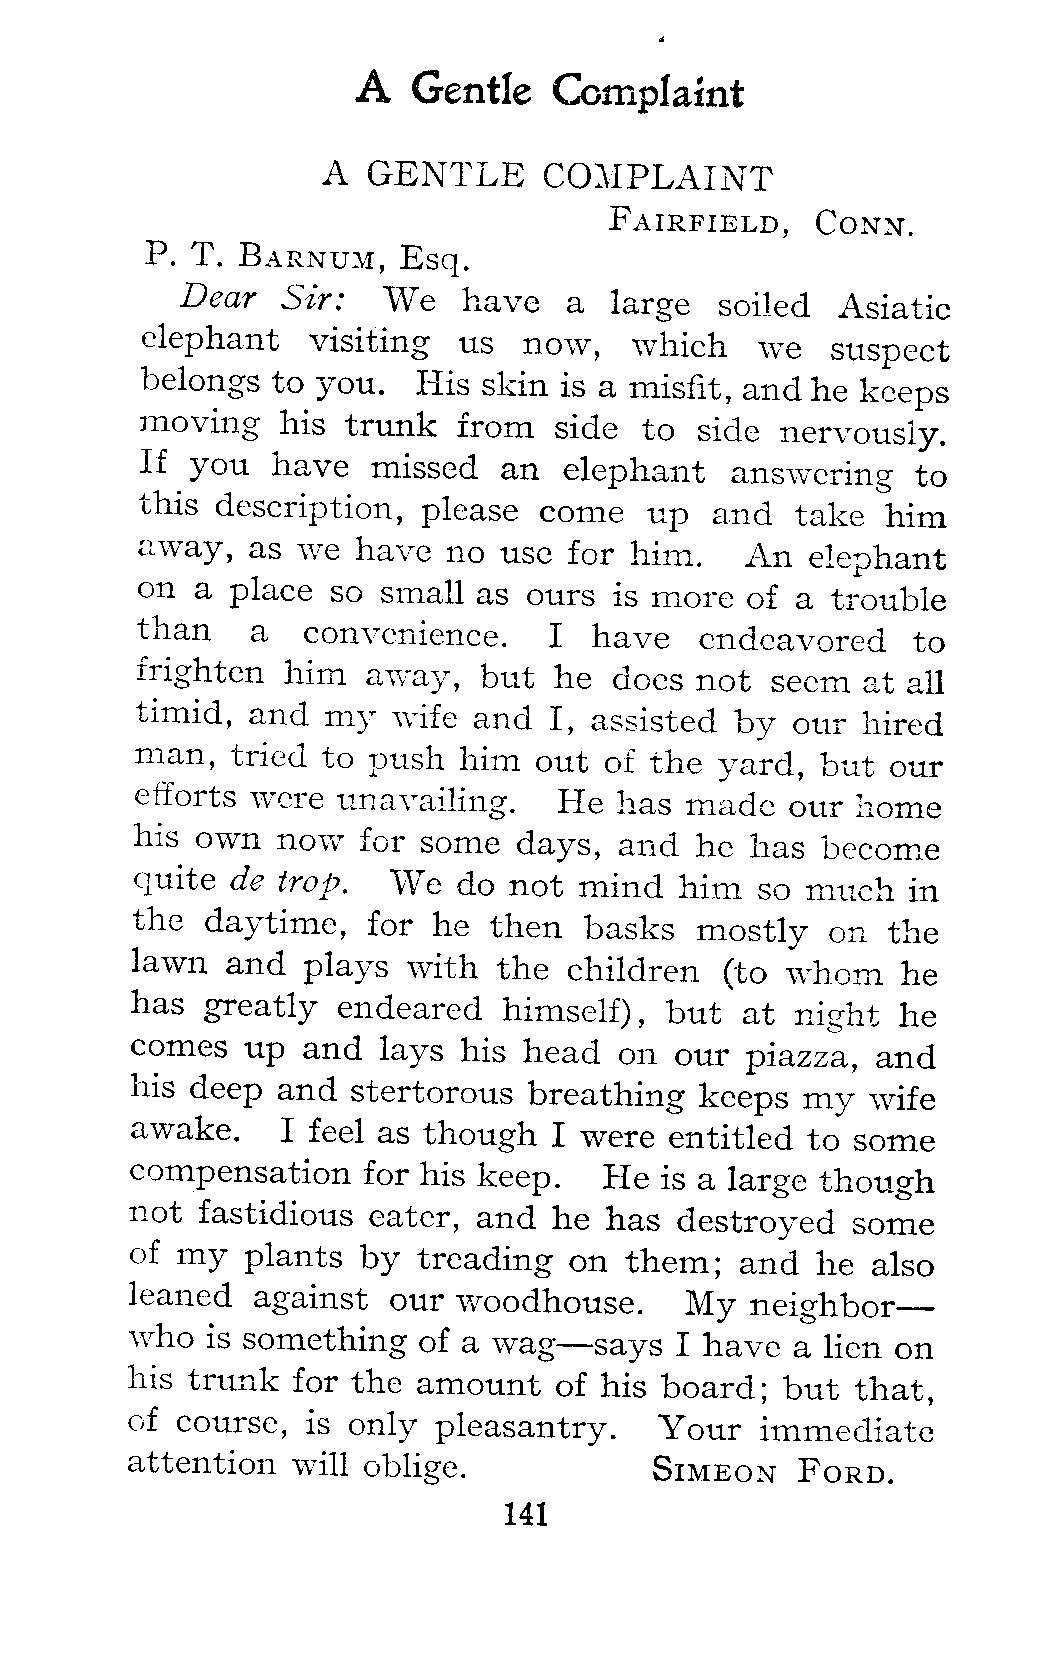 A Gentle Complaint
A GENTLE COMPLAINT
FAIRFIELD, CONN.
P. T. BARNUM, Esq.
Dear Sir: We have a large soiled Asiatic
elephant visiting us now, which we suspect
belongs to you. His skin is a misfit, and he keeps
moving his trunk from side to side nervously.
If you have missed an elephant answering to
this description, please come up and take him
away, as we have no use for him. An elephant
on a place so small as ours is more of a trouble
than a convenience. I have endeavored to
frighten him away, but he does not seem at all
timid, and my wife and I, assisted by our hired
man, tried to push him out of the yard, but our
efforts were unavailing. He has made our home
his own now for some days, and he has become
quite de trop. We do not mind him so much in
the daytime, for he then basks mostly on the
lawn and plays with the children (to whom he
has greatly endeared himself), but at night he
comes up and lays his head on our piazza, and
his deep and stertorous breathing keeps my wife
awake. I feel as though I were entitled to some
compensation for his keep. He is a large though
not fastidious eater, and he has destroyed some
of my plants by treading on them; and he also
leaned against our woodhouse. My neighbor—
who is something of a wag—says I have a lien on
his trunk for the amount of his board; but that,
of course, is only pleasantry. Your immediate
attention will oblige. SIMEON FORD.
141